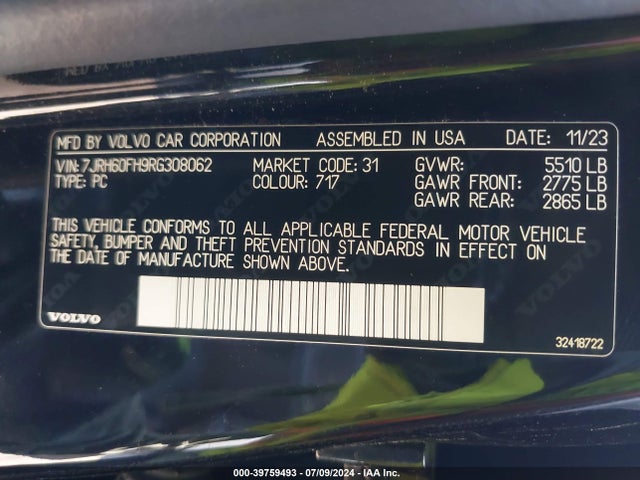 MFD BY VOLVO CAR CORPORATION ASSEMBLED IN USA DATE: 11/23
VIN: 7JRH60FH9RG308062 MARKET CODE: 31 GVWR: 5510 LB
TYPE: PC COLOUR: 717 GAWR FRONT: 2775 LB
GAWR REAR: 2865 LB
THIS VEHICLE CONFORMS TO ALL APPLICABLE FEDERAL MOTOR VEHICLE
SAFETY, BUMPER AND THEFT PREVENTION STANDARDS IN EFFECT ON
THE DATE OF MANUFACTURE SHOWN ABOVE.
VOLVO
32418722
000-39759493 - 07/09/2024 - IAA Inc.